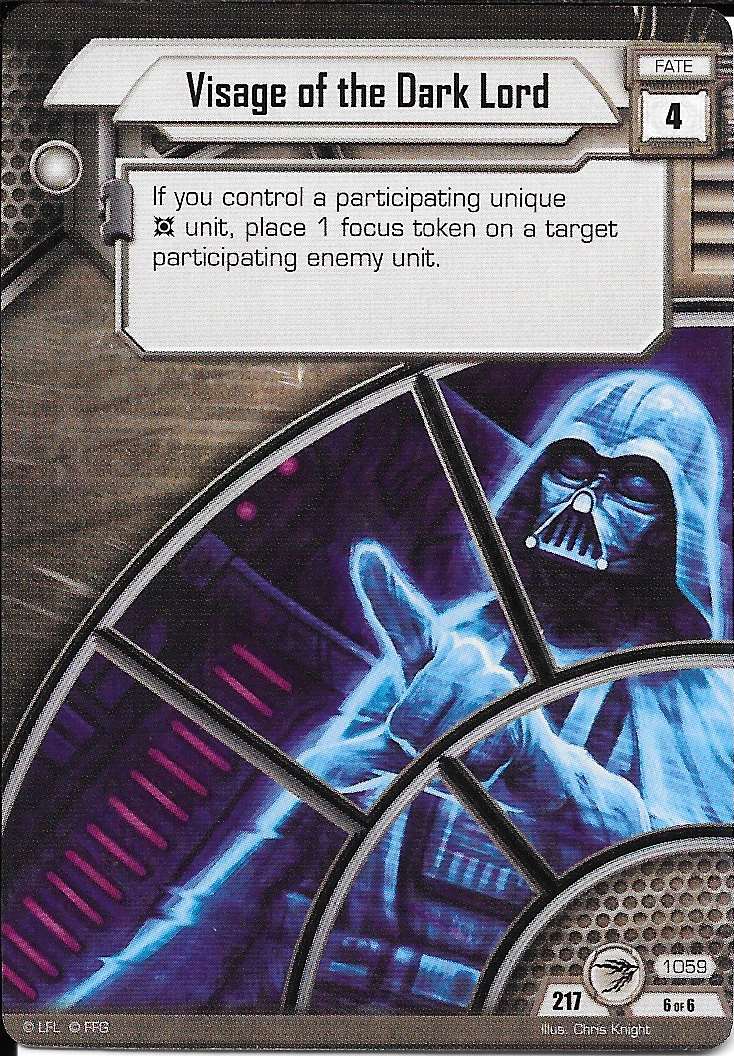 Visage of the Dark Lord
FATE
4
If you control a participating unique
unit, place 1 focus token on a target
participating enemy unit.
1059
217
6 OF 6
© LFL © FFG
Illus. Chris Knight